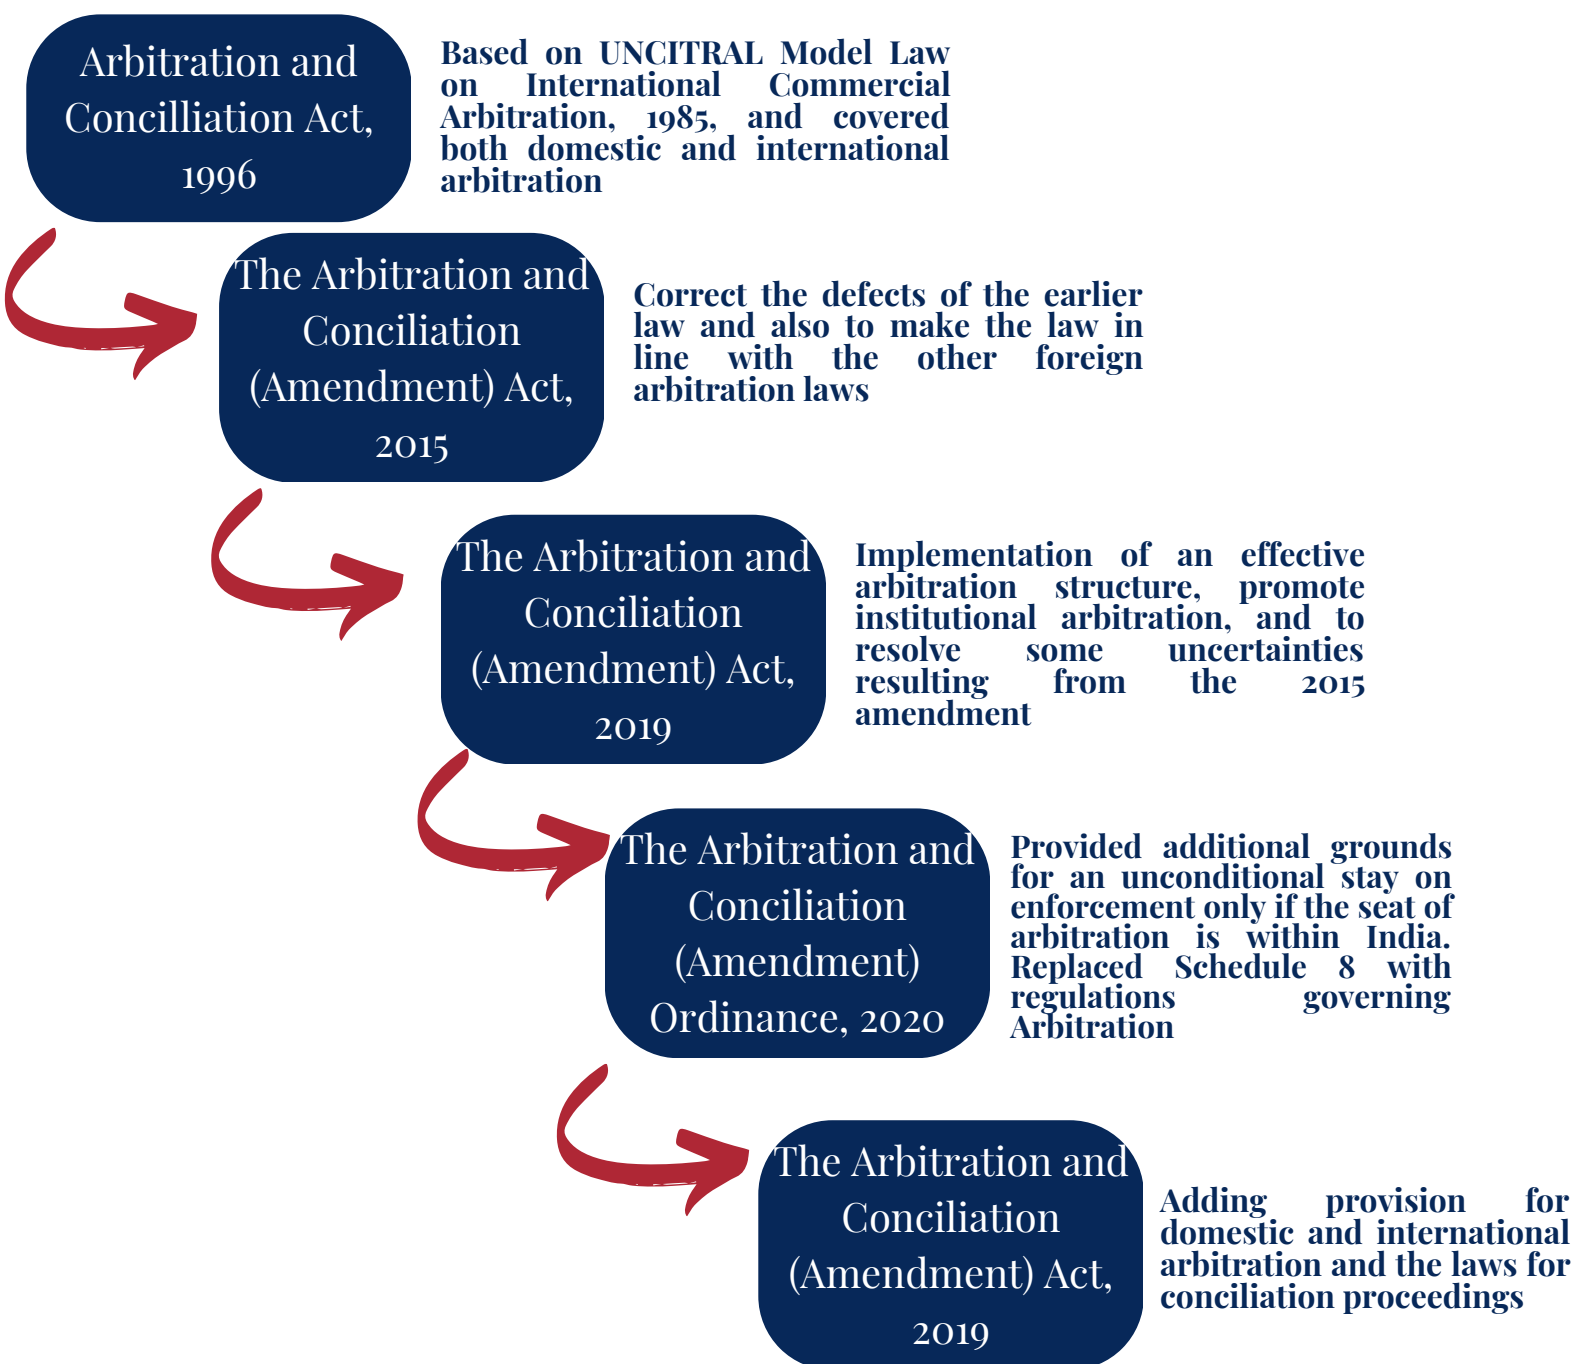 Arbitration and
Concilliation Act,
1996
Based on UNCITRAL Model Law
on International Commercial
Arbitration, 1985, and covered
both domestic and international
arbitration
The Arbitration and
Conciliation
(Amendment) Act,
2015
Correct the defects of the earlier
law and also to make the law in
line with the other foreign
arbitration laws
The Arbitration and
Conciliation
(Amendment) Act,
2019
Implementation of an effective
arbitration structure, promote
institutional arbitration, and to
resolve some uncertainties
resulting from the 2015
amendment
The Arbitration and
Conciliation
(Amendment)
Ordinance, 2020
Provided additional grounds
for an unconditional stay on
enforcement only if the seat of
arbitration is within India.
Replaced Schedule 8 with
regulations governing
Arbitration
The Arbitration and
Conciliation
(Amendment) Act,
2019
Adding provision for
domestic and international
arbitration and the laws for
conciliation proceedings